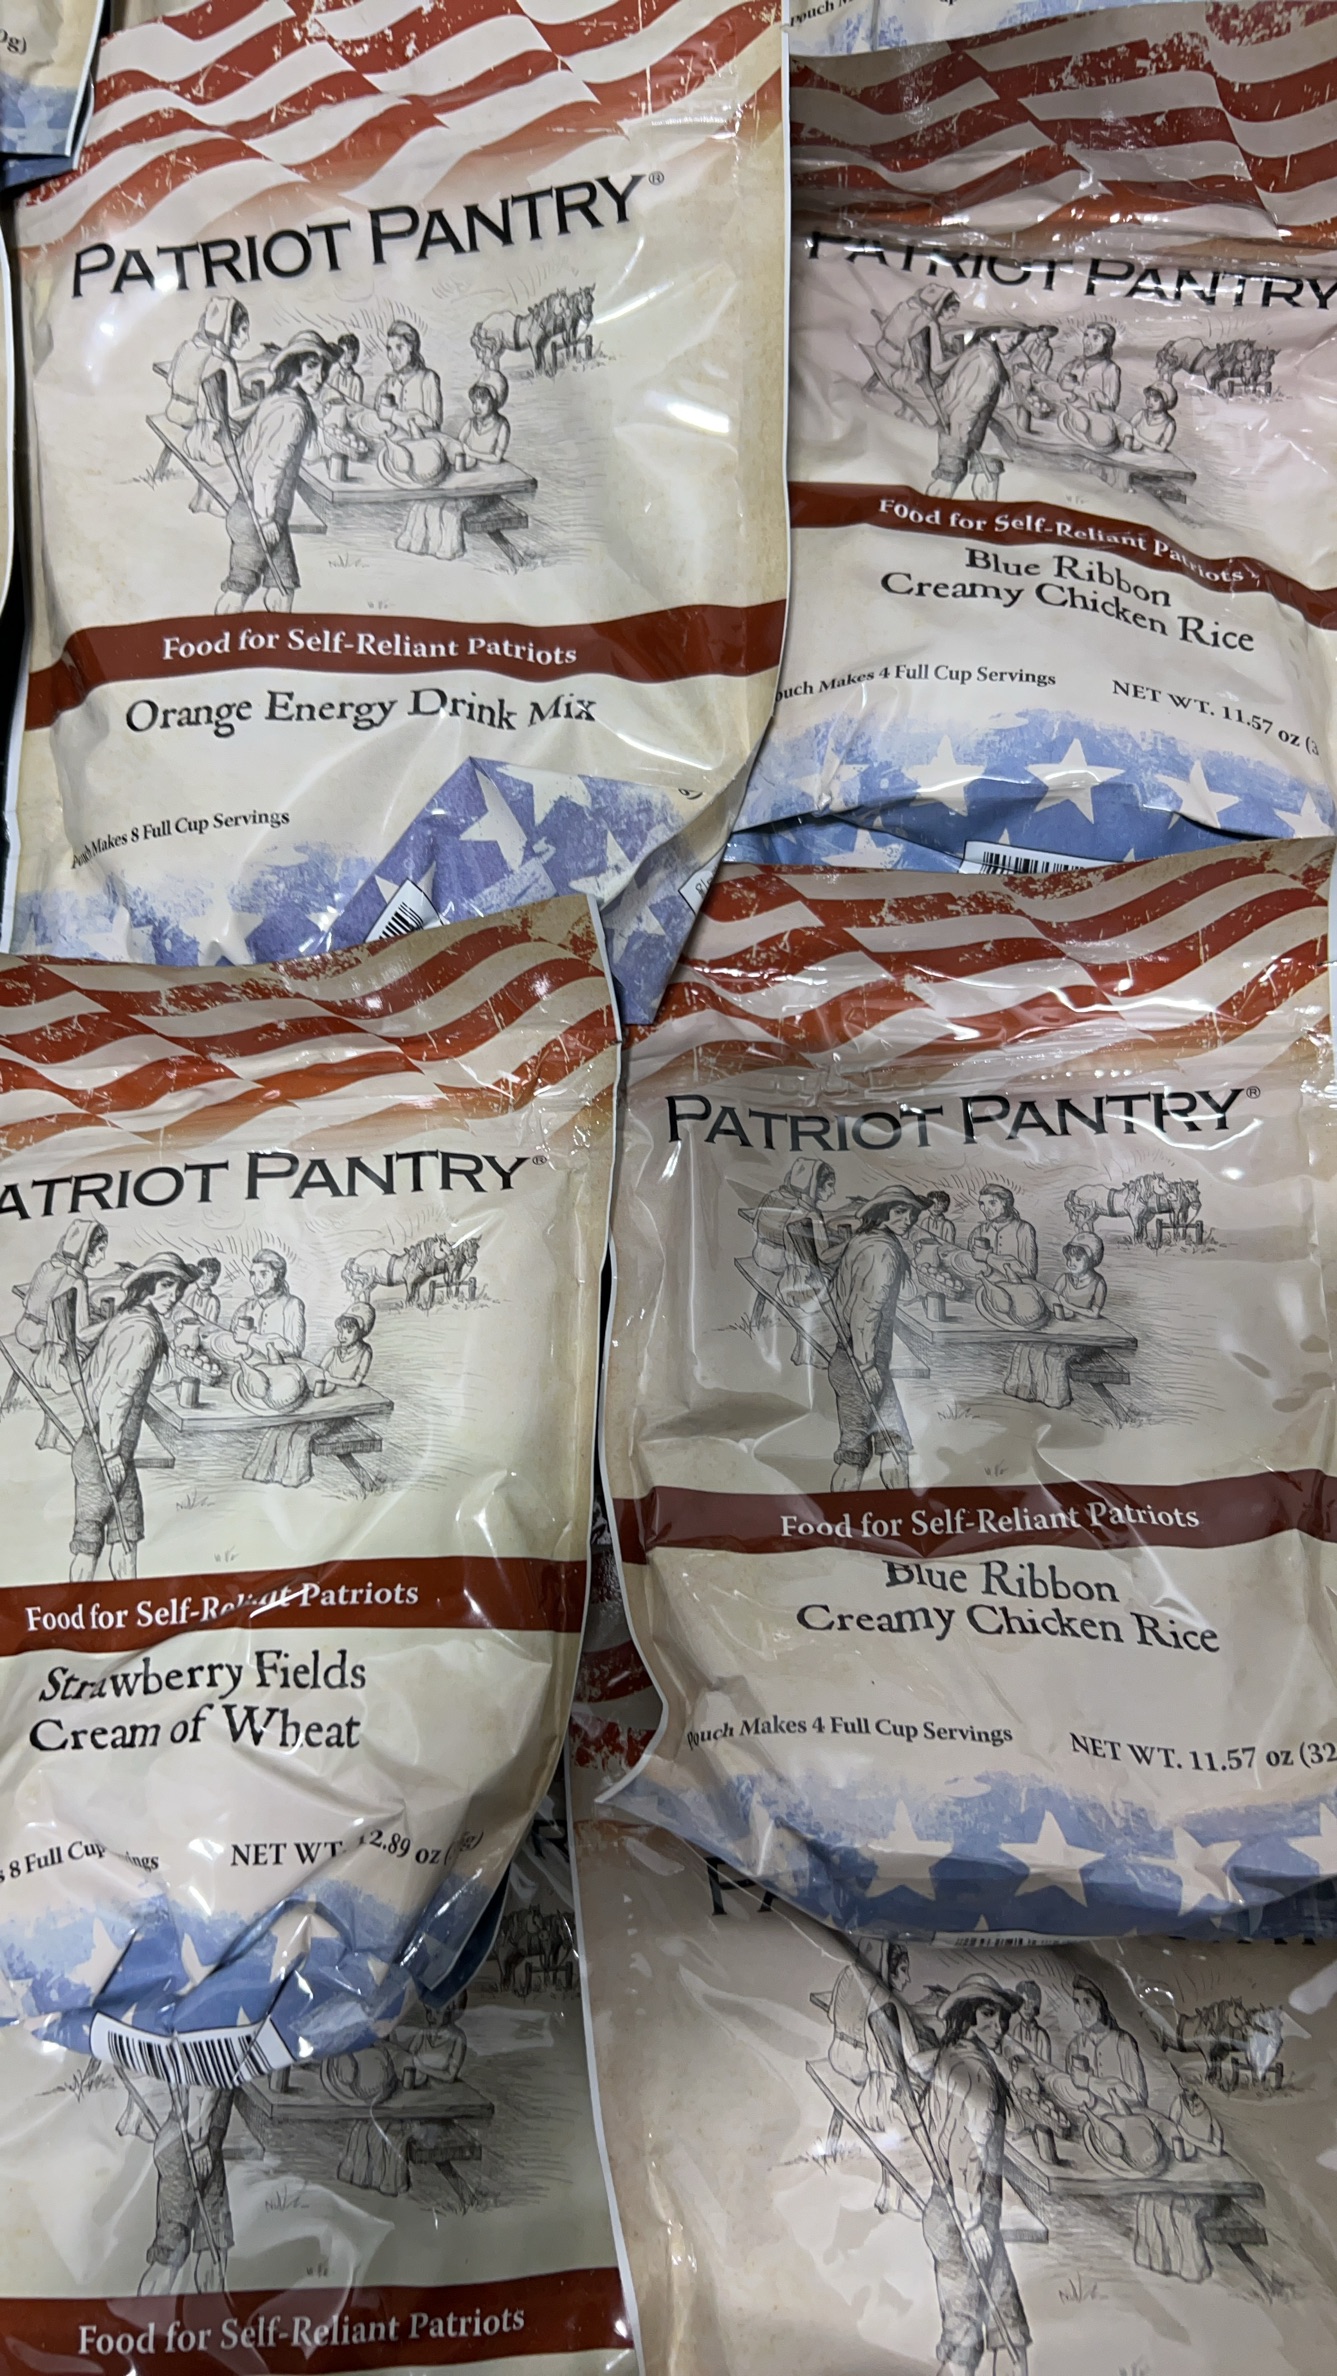 PATRIOT PANTRY®
Food for Self-Reliant Patriots
Orange Energy Drink Mix
Makes 8 Full Cup Servings
Pouch
PATRIOT PANTRY
Food for Self-Reliant Patriots
Blue Ribbon
Creamy Chicken Rice
Makes 4 Full Cup Servings
NET WT. 11.57 oz
PATRIOT PANTRY®
Food for Self-Reliant Patriots
Strawberry Fields
Cream of Wheat
8 Full Cup
NET WT. 12.89 oz
PATRIOT PANTRY®
Food for Self-Reliant Patriots
Blue Ribbon
Creamy Chicken Rice
Pouch Makes 4 Full Cup Servings
NET WT. 11.57 oz (32
Food for Self-Reliant Patriots